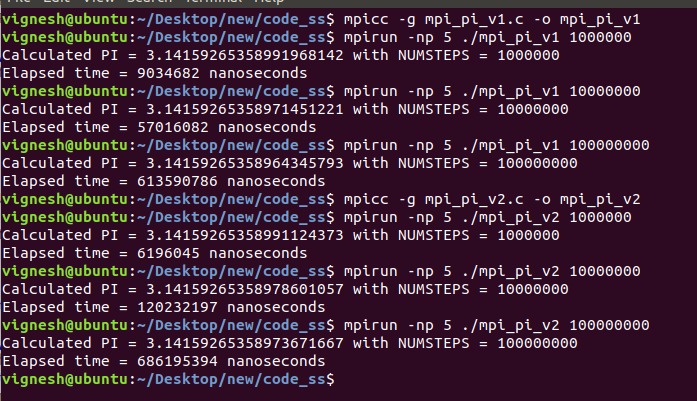 File Edit View Search Terminal Help
vignesh@ubuntu:~/Desktop/new/code_ss$ mpicc -g mpi_pi_v1.c -o mpi_pi_v1
vignesh@ubuntu:~/Desktop/new/code_ss$ mpirun -np 5 ./mpi_pi_v1 1000000
Calculated PI = 3.14159265358991968142 with NUMSTEPS = 1000000
Elapsed time = 9034682 nanoseconds
vignesh@ubuntu:~/Desktop/new/code_ss$ mpirun -np 5 ./mpi_pi_v1 10000000
Calculated PI = 3.14159265358971451221 with NUMSTEPS = 10000000
Elapsed time = 57016082 nanoseconds
vignesh@ubuntu:~/Desktop/new/code_ss$ mpirun -np 5 ./mpi_pi_v1 100000000
Calculated PI = 3.14159265358964345793 with NUMSTEPS = 100000000
Elapsed time = 613590786 nanoseconds
vignesh@ubuntu:~/Desktop/new/code_ss$ mpicc -g mpi_pi_v2.c -o mpi_pi_v2
vignesh@ubuntu:~/Desktop/new/code_ss$ mpirun -np 5 ./mpi_pi_v2 1000000
Calculated PI = 3.14159265358991124373 with NUMSTEPS = 1000000
Elapsed time = 6196045 nanoseconds
vignesh@ubuntu:~/Desktop/new/code_ss$ mpirun -np 5 ./mpi_pi_v2 10000000
Calculated PI = 3.14159265358978601057 with NUMSTEPS = 10000000
Elapsed time = 120232197 nanoseconds
vignesh@ubuntu:~/Desktop/new/code_ss$ mpirun -np 5 ./mpi_pi_v2 100000000
Calculated PI = 3.14159265358973671667 with NUMSTEPS = 100000000
Elapsed time = 686195394 nanoseconds
vignesh@ubuntu:~/Desktop/new/code_ss$